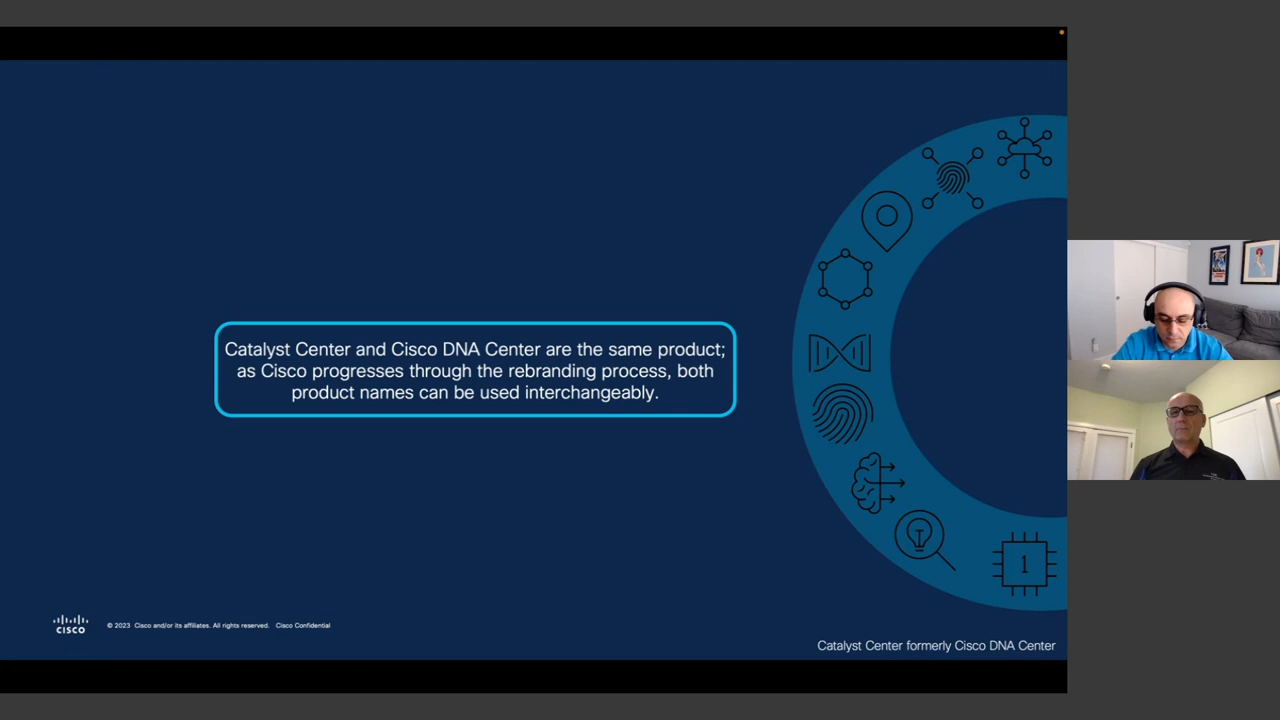 Catalyst Center and Cisco DNA Center are the same product;
as Cisco progresses through the rebranding process, both
product names can be used interchangeably.
1
CISCO
© 2023 Cisco and/or its affiliates. All rights reserved. Cisco Confidential
Catalyst Center formerly Cisco DNA Center